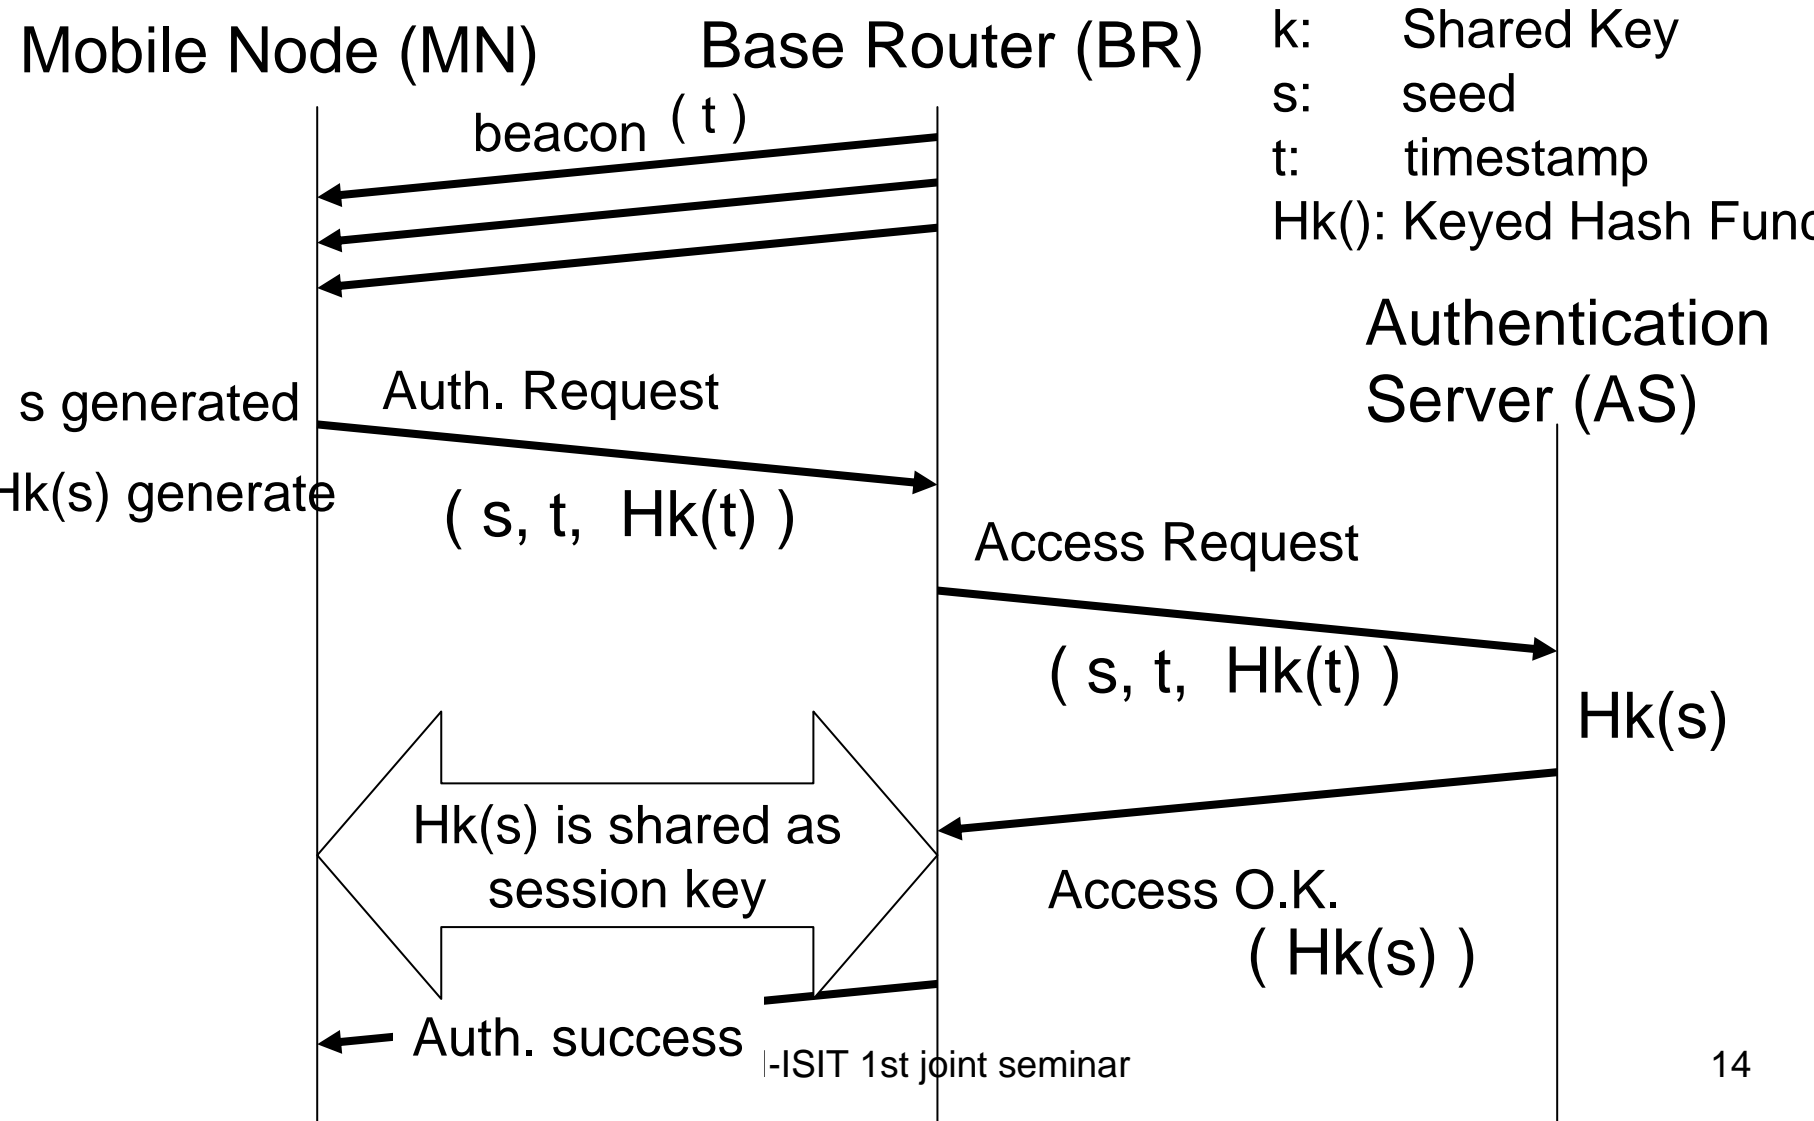 Mobile Node (MN)
Base Router (BR)
k: Shared Key
s: seed
t: timestamp
Hk(): Keyed Hash Func
beacon ( t )
Authentication
Server (AS)
s generated
Auth. Request
Hk(s) generate
( s, t, Hk(t) )
Access Request
( s, t, Hk(t) )
Hk(s)
Hk(s) is shared as
session key
Access O.K.
( Hk(s) )
Auth. success
-ISIT 1st joint seminar
14